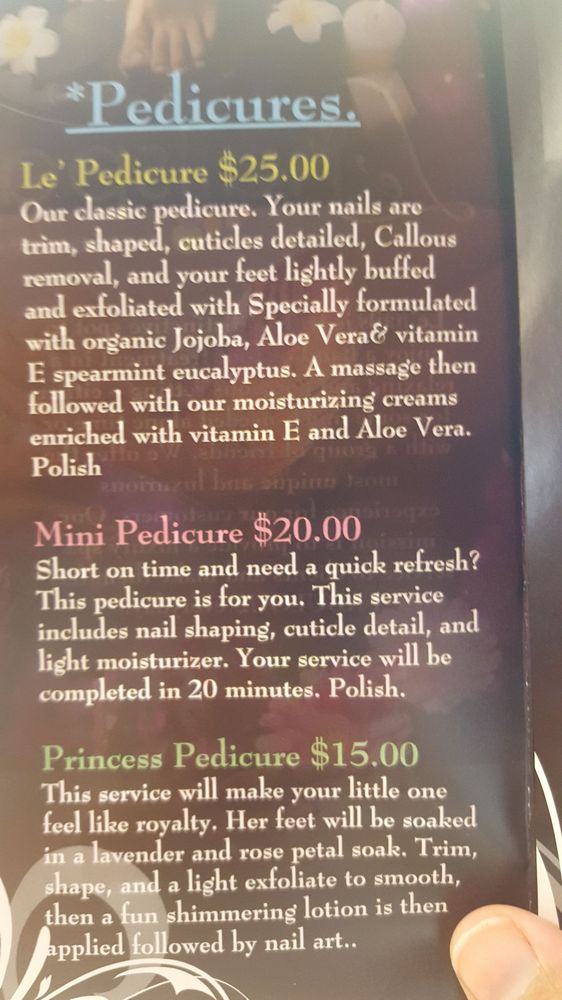 *Pedicures.
Le' Pedicure $25.00
Our classic pedicure. Your nails are
trim, shaped, cuticles detailed, Callous
removal, and your feet lightly buffed
and exfoliated with Specially formulated
with organic Jojoba, Aloe Vera& vitamin
E spearmint eucalyptus. A massage then
followed with our moisturizing creams
enriched with vitamin E and Aloe Vera.
Polish
Mini Pedicure $20.00
Short on time and need a quick refresh?
This pedicure is for you. This service
includes nail shaping, cuticle detail, and
light moisturizer. Your service will be
completed in 20 minutes. Polish.
Princess Pedicure $15.00
This service will make your little one
feel like royalty. Her feet will be soaked
in a lavender and rose petal soak. Trim,
shape, and a light exfoliate to smooth,
then a fun shimmering lotion is then
applied followed by nail art..